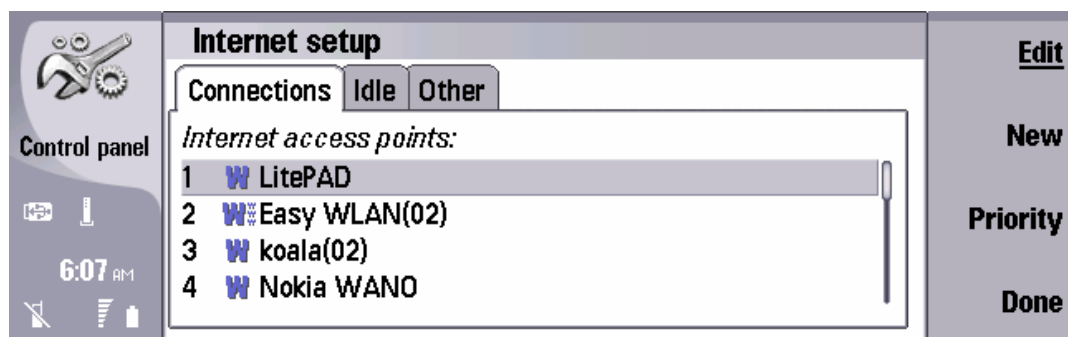 Internet setup
Connections Idle Other
Internet access points:
1 W LitePAD
2 W Easy WLAN(02)
3 W koala(02)
4 W Nokia WANO
Control panel
6:07 AM
Edit
New
Priority
Done